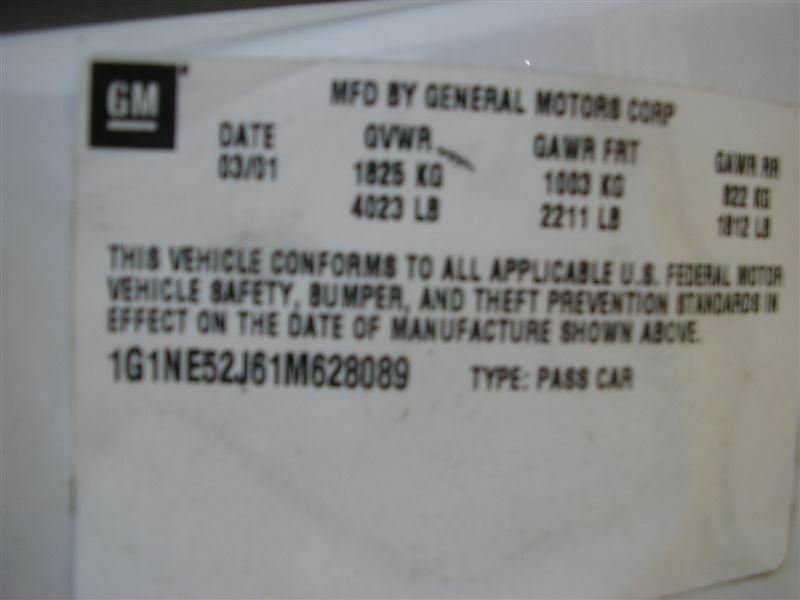 GM
MFD BY GENERAL MOTORS CORP
DATE GVWR GAWR FRT GAWR RR
03/01 1825 KG 1003 KG 822 KG
4023 LB 2211 LB 1812 LB
THIS VEHICLE CONFORMS TO ALL APPLICABLE U.S. FEDERAL MOTOR
VEHICLE SAFETY, BUMPER, AND THEFT PREVENTION STANDARDS IN
EFFECT ON THE DATE OF MANUFACTURE SHOWN ABOVE.
1G1NE52J61M628089 TYPE: PASS CAR